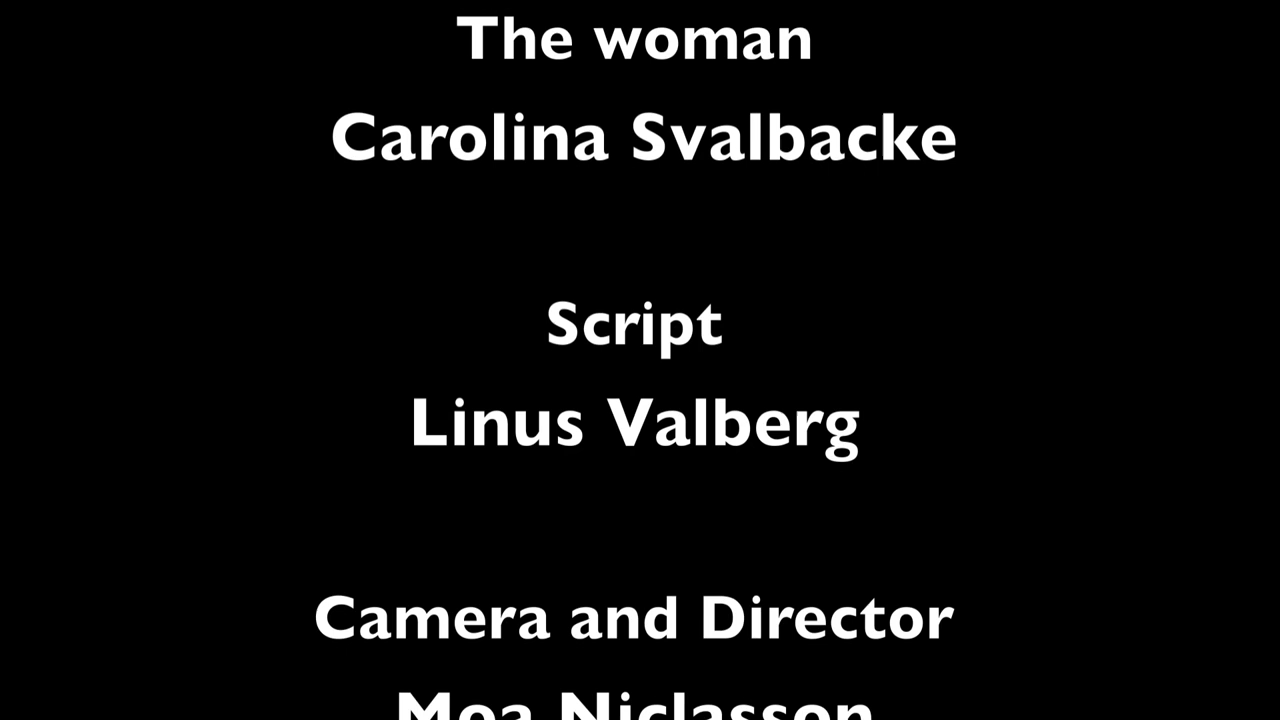 The woman
Carolina Svalbacke
Script
Linus Valberg
Camera and Director
Moa Niclasson